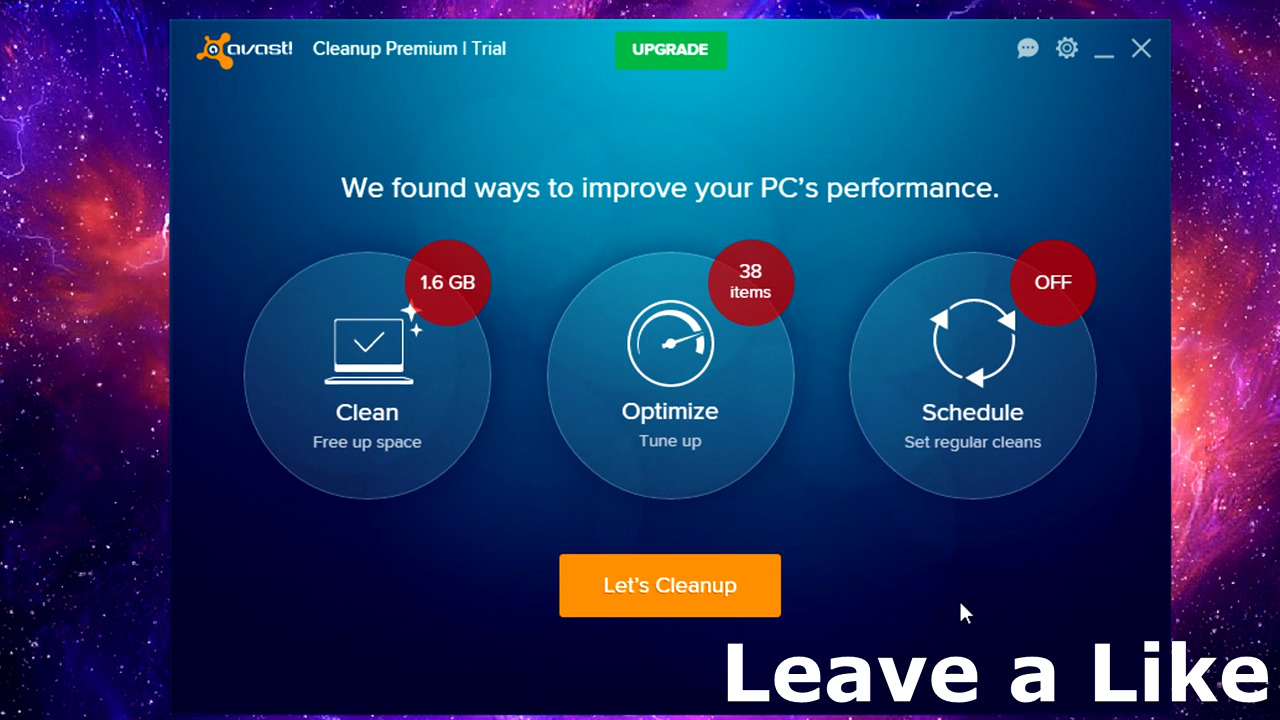 avast! Cleanup Premium | Trial UPGRADE
We found ways to improve your PC's performance.
1.6 GB
Clean
Free up space
38
items
Optimize
Tune up
OFF
Schedule
Set regular cleans
Let's Cleanup
Leave a Like